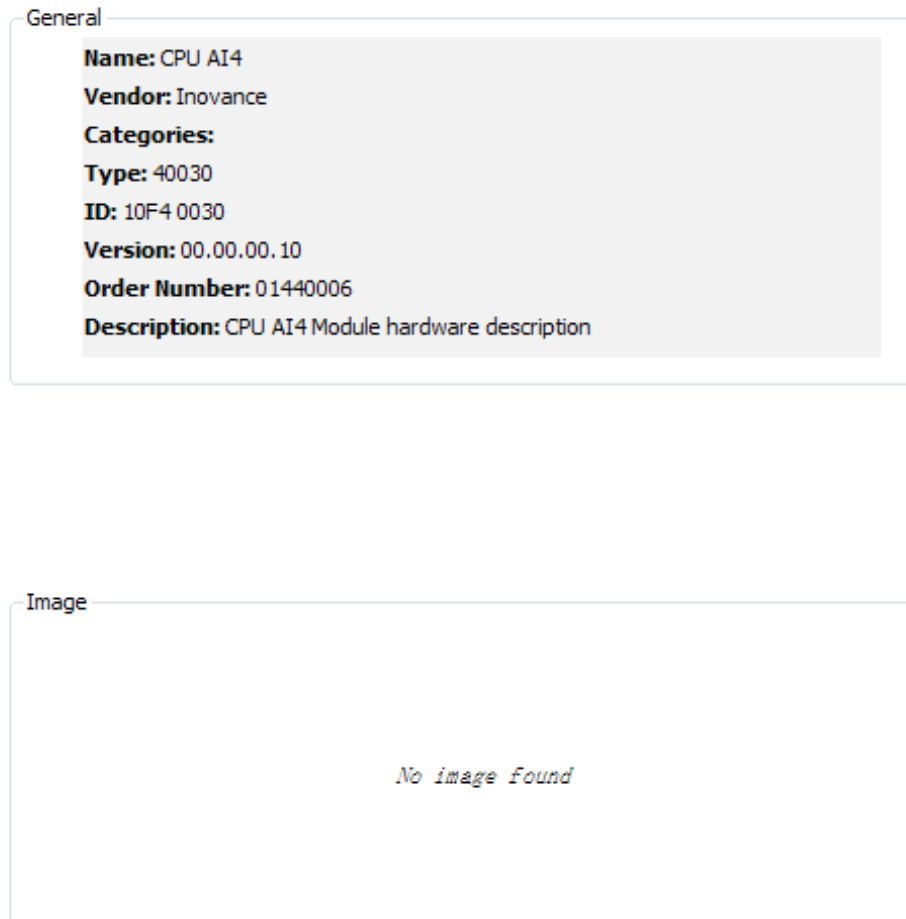 General
Name: CPU AI4
Vendor: Inovance
Categories:
Type: 40030
ID: 10F4 0030
Version: 00.00.00.10
Order Number: 01440006
Description: CPU AI4 Module hardware description
Image
No image found